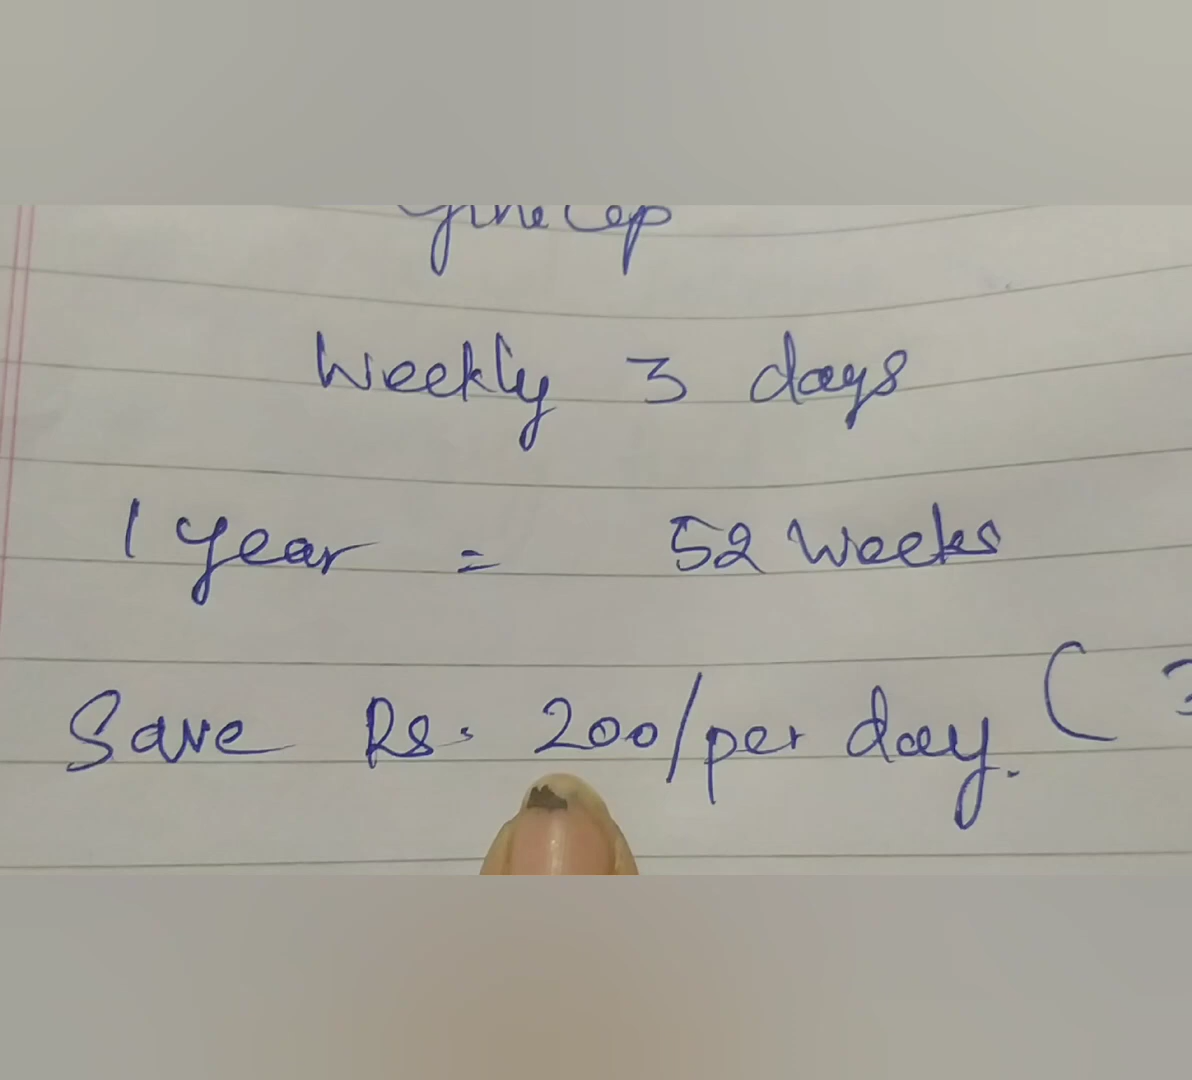 Weekly 3 days
1 year = 52 Weeks
Save Rs. 200/per day. (